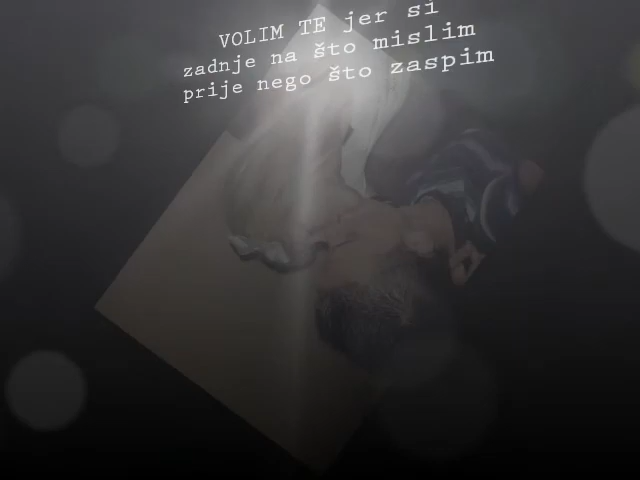 VOLIM TE jer si
zadnje na što mislim
prije nego što zaspim